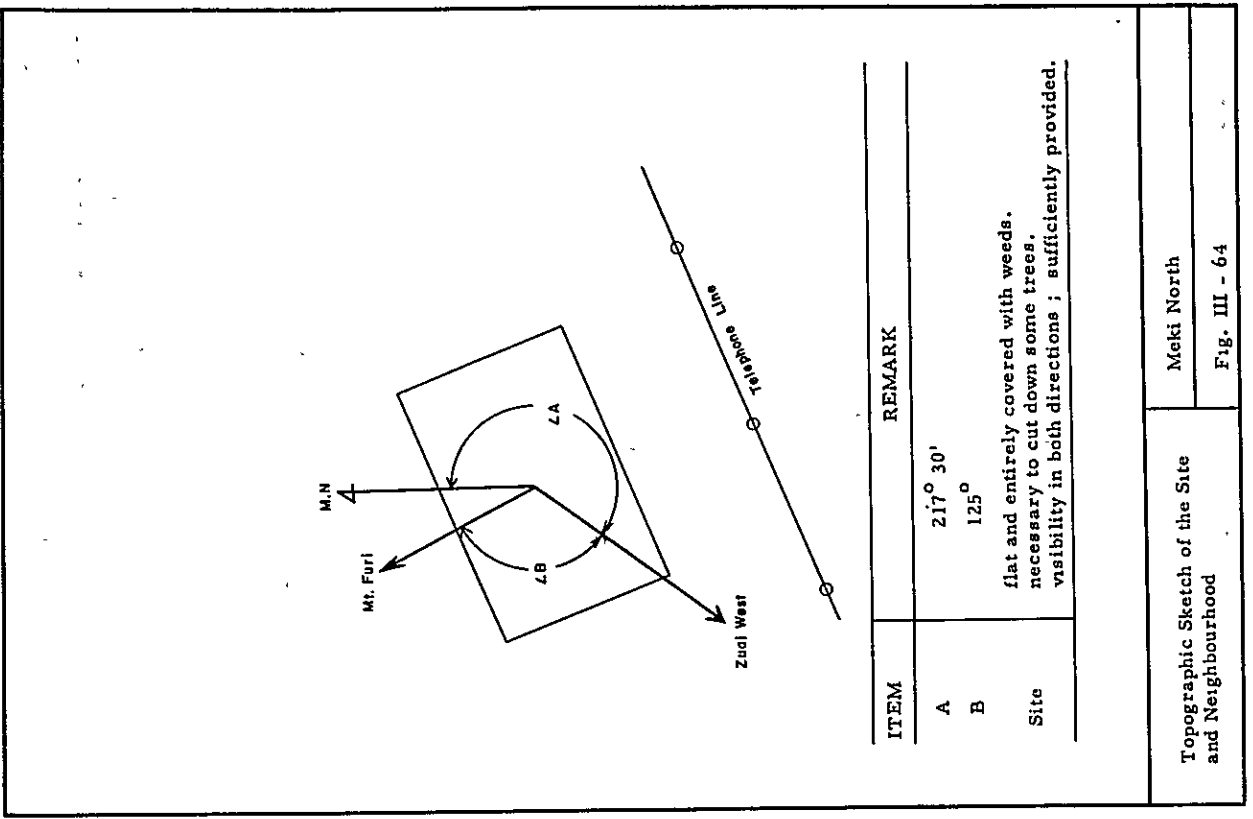 M.N
Mt. Furi
∠A
∠B
Zuai West
Telephone Line
ITEM REMARK
A 217° 30'
B 125°
Site flat and entirely covered with weeds.
necessary to cut down some trees.
visibility in both directions ; sufficiently provided.
Topographic Sketch of the Site
and Neighbourhood
Meki North
Fig. III - 64